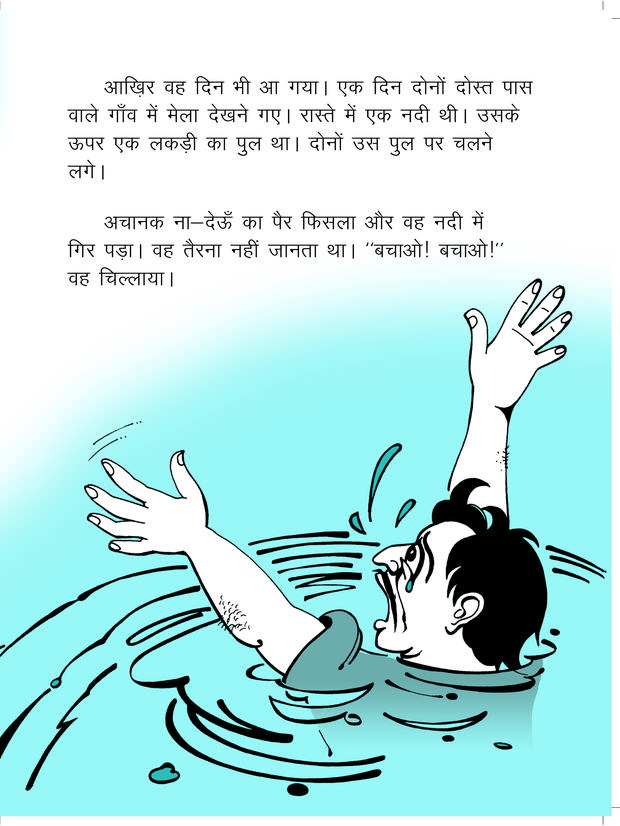 आखि़र वह दिन भी आ गया। एक दिन दोनों दोस्त पास
वाले गाँव में मेला देखने गए। रास्ते में एक नदी थी। उसके
ऊपर एक लकड़ी का पुल था। दोनों उस पुल पर चलने
लगे।
अचानक ना–देऊँ का पैर फिसला और वह नदी में
गिर पड़ा। वह तैरना नहीं जानता था। “बचाओ! बचाओ!”
वह चिल्लाया।